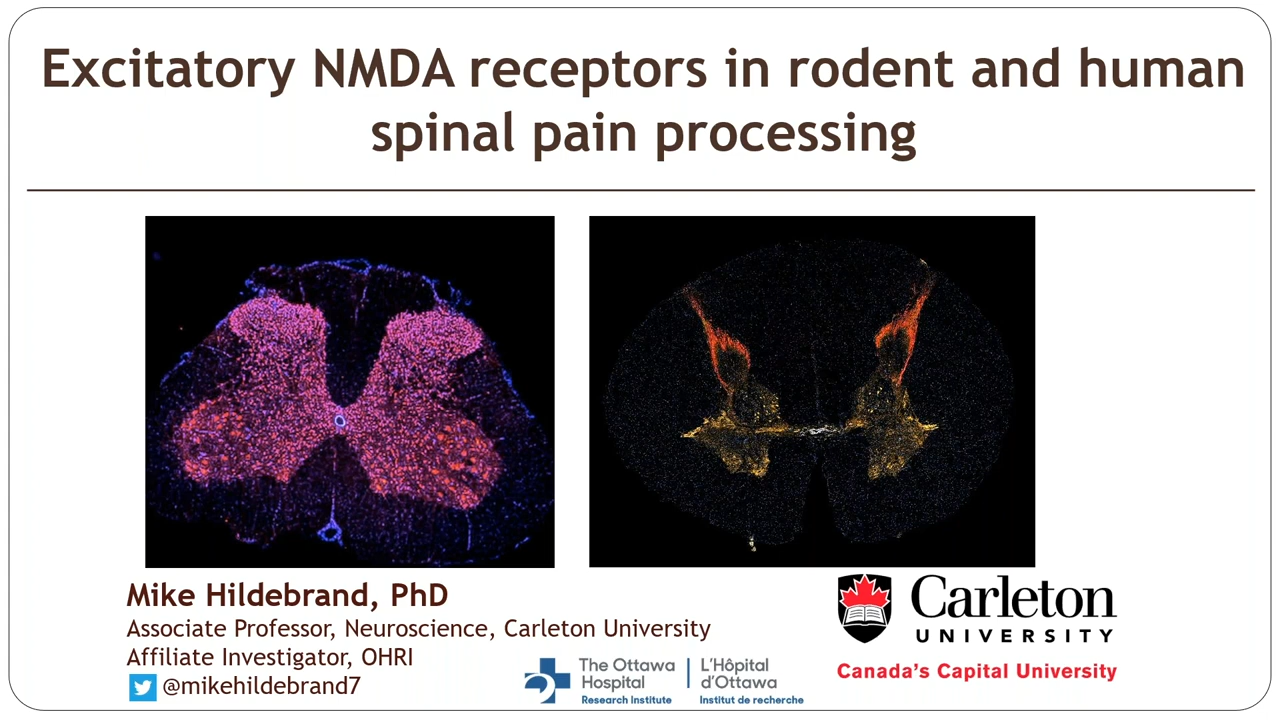 Excitatory NMDA receptors in rodent and human
spinal pain processing
Mike Hildebrand, PhD
Associate Professor, Neuroscience, Carleton University
Affiliate Investigator, OHRI
@mikehildebrand7
The Ottawa
Hospital
Research Institute
L'Hôpital
d'Ottawa
Institut de recherche
Carleton
UNIVERSITY
Canada's Capital University